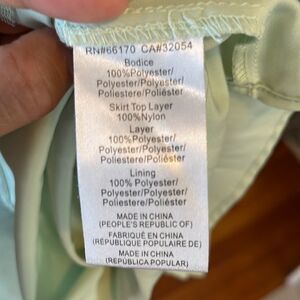 RN#66170 CA#32054
Bodice
100%Polyester/
Polyester/Polyester/
Poliestere/Poliéster
Skirt Top Layer
100%Nylon
Layer
100%Polyester/
Polyester/Polyester/
Poliestere/Poliéster
Lining
100% Polyester/
Polyester/Polyester/
Poliestere/Poliéster
MADE IN CHINA
(PEOPLE'S REPUBLIC OF)
FABRIQUÉ EN CHINA
(RÉPUBLIQUE POPULAIRE DE)
MADE IN CHINA
(REPÚBLICA POPULAR)